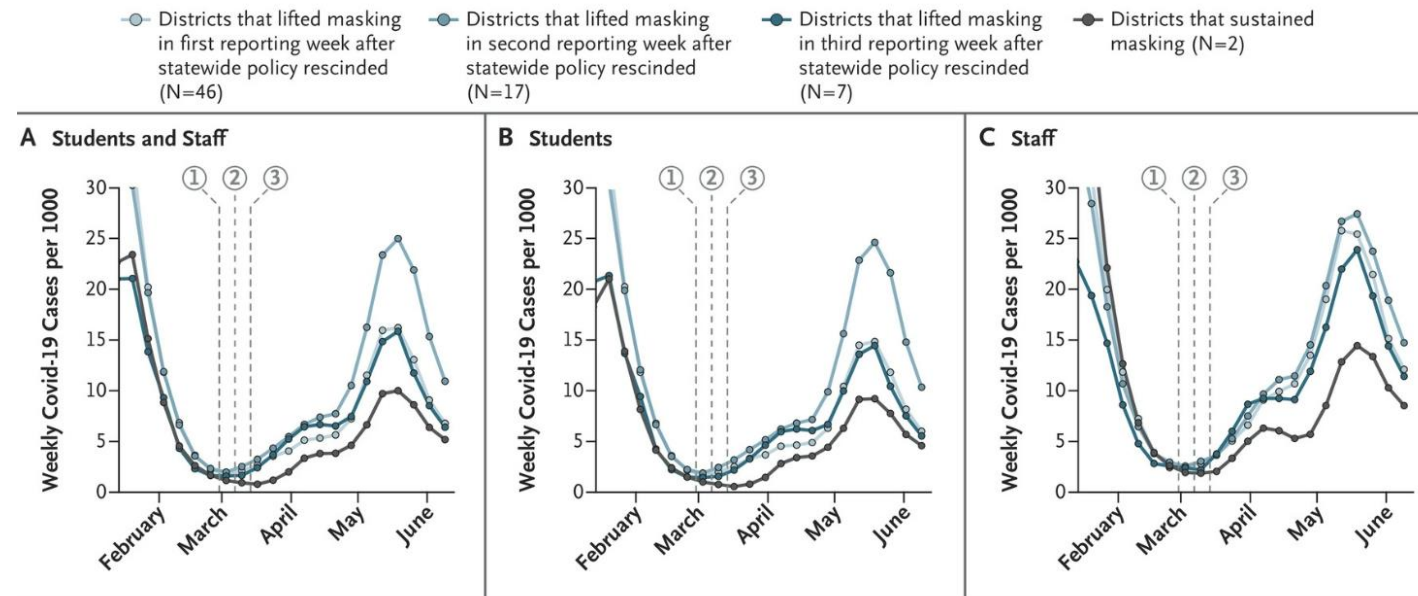 Districts that lifted masking
in first reporting week after
statewide policy rescinded
(N=46)
Districts that lifted masking
in second reporting week after
statewide policy rescinded
(N=17)
Districts that lifted masking
in third reporting week after
statewide policy rescinded
(N=7)
Districts that sustained
masking (N=2)
A Students and Staff
Weekly Covid-19 Cases per 1000
30
25
20
15
10
5
0
1 2 3
February March April May June
B Students
Weekly Covid-19 Cases per 1000
30
25
20
15
10
5
0
1 2 3
February March April May June
C Staff
Weekly Covid-19 Cases per 1000
30
25
20
15
10
5
0
1 2 3
February March April May June